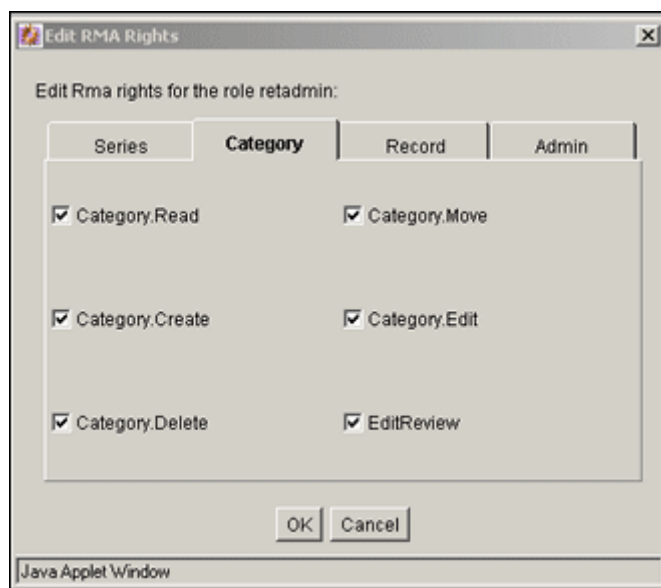 Edit RMA Rights
Edit Rma rights for the role retadmin:
Series Category Record Admin
Category.Read Category.Move
Category.Create Category.Edit
Category.Delete EditReview
OK Cancel
Java Applet Window